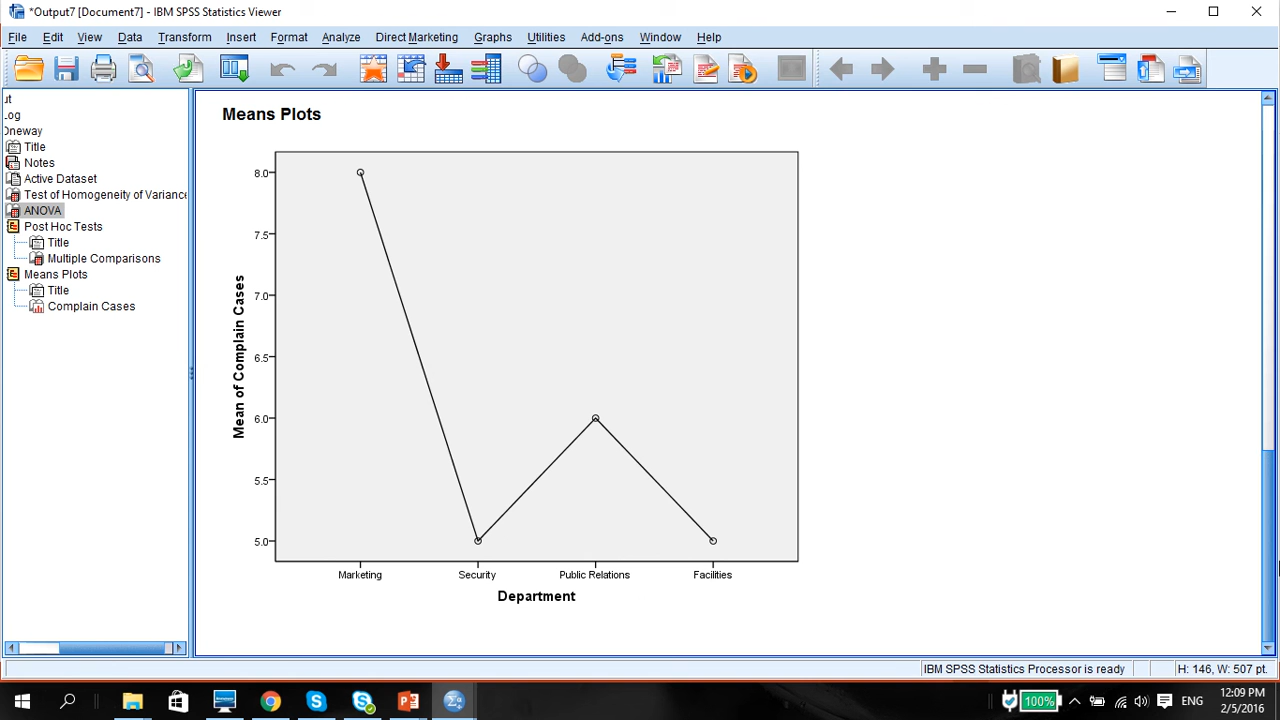 *Output7 [Document7] - IBM SPSS Statistics Viewer
File Edit View Data Transform Insert Format Analyze Direct Marketing Graphs Utilities Add-ons Window Help
ut
Log
Oneway
Title
Notes
Active Dataset
Test of Homogeneity of Variance
ANOVA
Post Hoc Tests
Title
Multiple Comparisons
Means Plots
Title
Complain Cases
Means Plots
Mean of Complain Cases
8.0
7.5
7.0
6.5
6.0
5.5
5.0
Marketing Security Public Relations Facilities
Department
IBM SPSS Statistics Processor is ready H: 146, W: 507 pt.
100% ENG 12:09 PM
2/5/2016